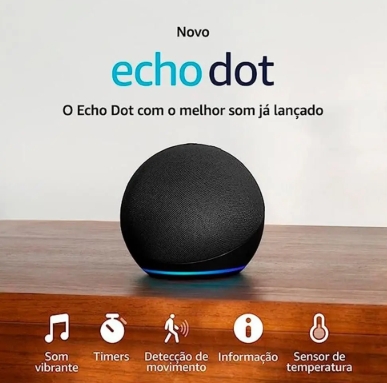 Novo
echo dot
O Echo Dot com o melhor som já lançado
Som
vibrante
Timers
Detecção de
movimento
Informação
Sensor de
temperatura